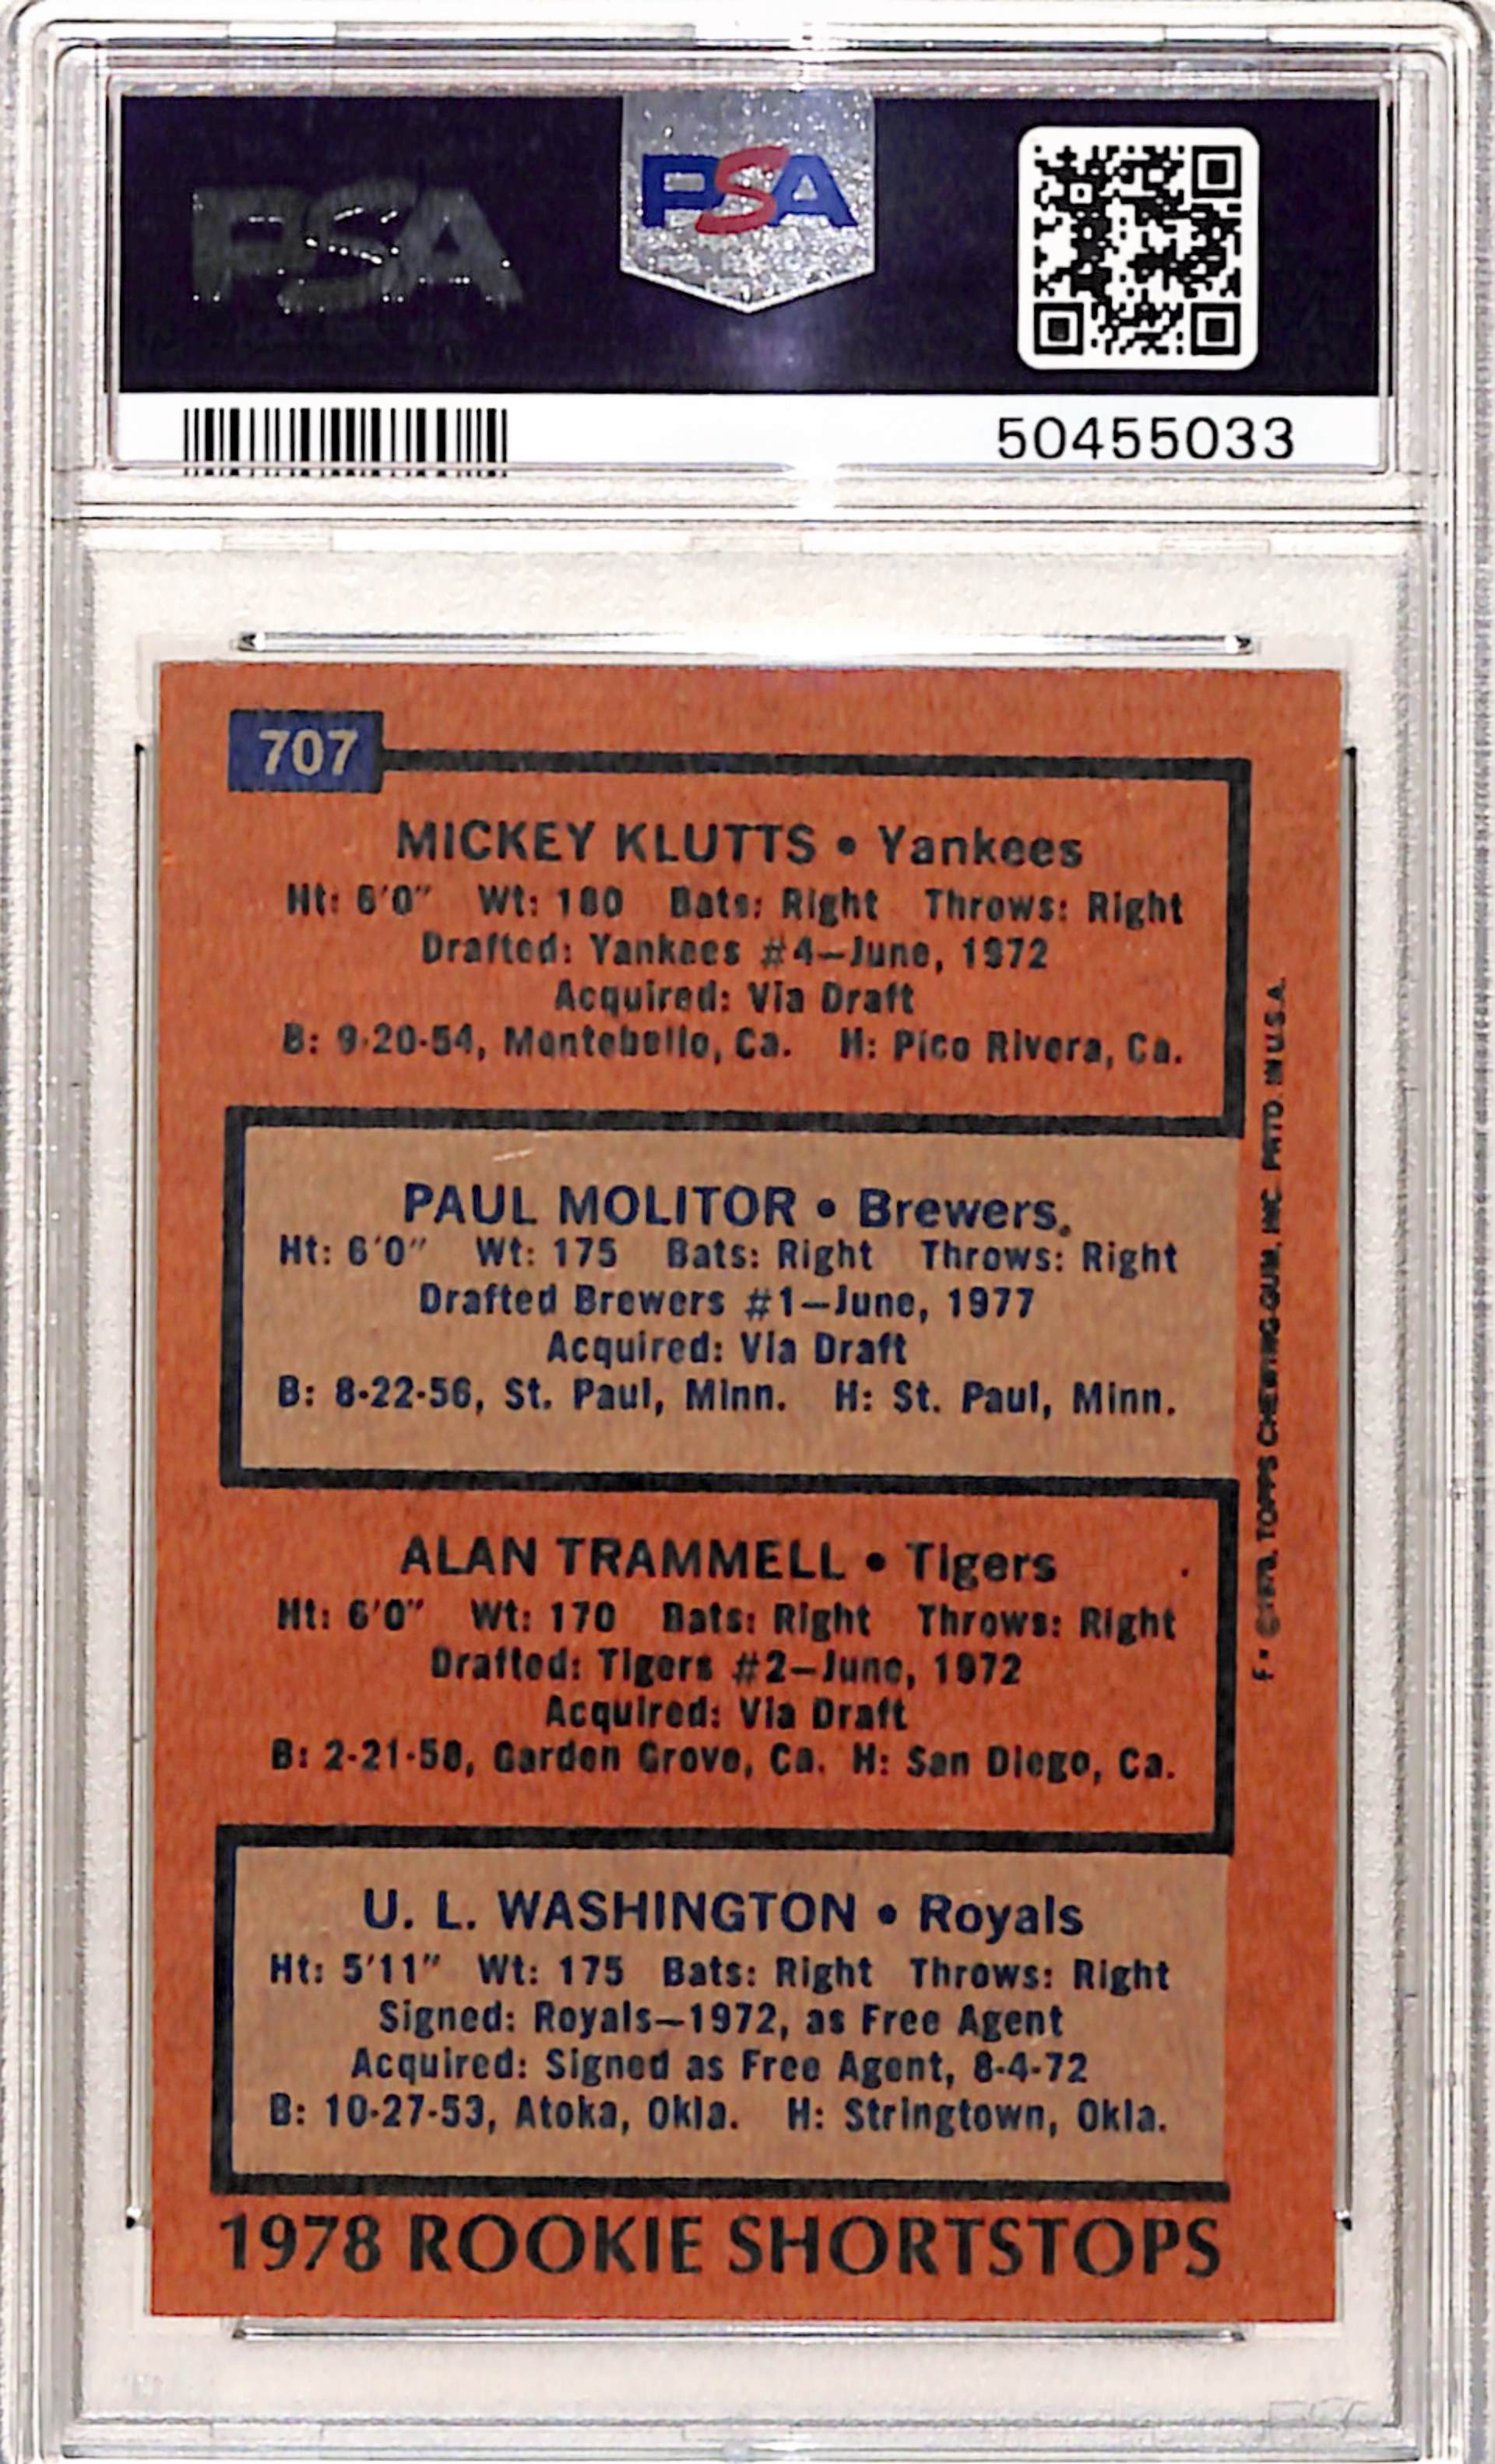 PSA
PSA
50455033
707
MICKEY KLUTTS • Yankees
Ht: 6'0" Wt: 180 Bats: Right Throws: Right
Drafted: Yankees #4—June, 1972
Acquired: Via Draft
B: 9-20-54, Montebello, Ca. H: Pico Rivera, Ca.
PAUL MOLITOR • Brewers.
Ht: 6'0" Wt: 175 Bats: Right Throws: Right
Drafted Brewers #1—June, 1977
Acquired: Via Draft
B: 8-22-56, St. Paul, Minn. H: St. Paul, Minn.
ALAN TRAMMELL • Tigers
Ht: 6'0" Wt: 170 Bats: Right Throws: Right
Drafted: Tigers #2—June, 1972
Acquired: Via Draft
B: 2-21-58, Garden Grove, Ca. H: San Diego, Ca.
U. L. WASHINGTON • Royals
Ht: 5'11" Wt: 175 Bats: Right Throws: Right
Signed: Royals—1972, as Free Agent
Acquired: Signed as Free Agent, 8-4-72
B: 10-27-53, Atoka, Okla. H: Stringtown, Okla.
1978 ROOKIE SHORTSTOPS
F* © TOPPS CHEWING GUM, INC. PRTD. IN U.S.A.